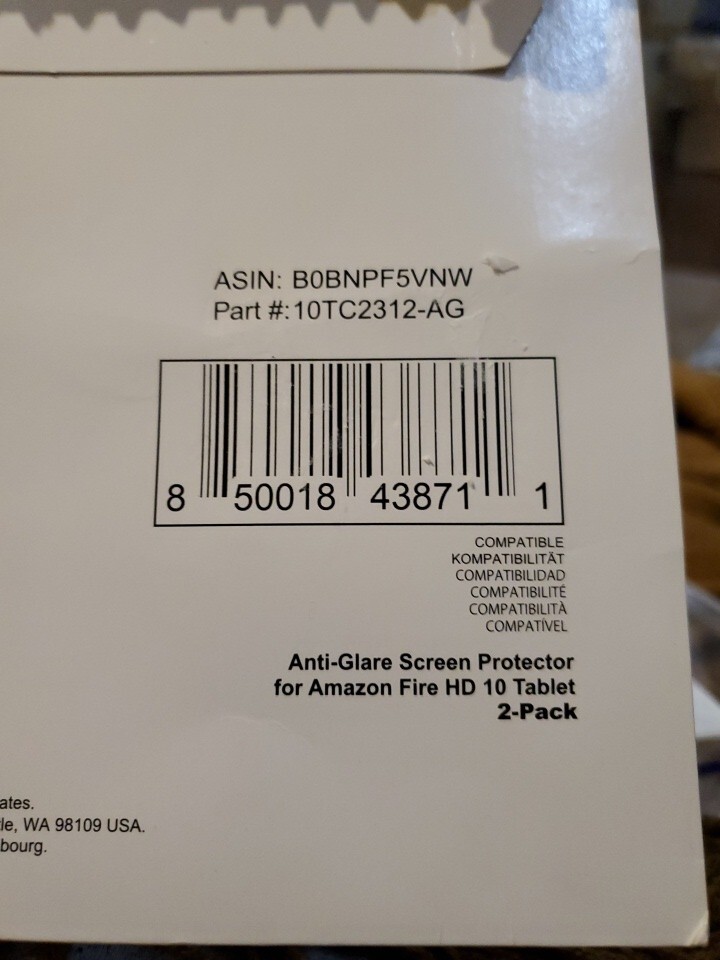 ASIN: B0BNPF5VNW
Part #:10TC2312-AG
8 50018 43871 1
COMPATIBLE
KOMPATIBILITÄT
COMPATIBILIDAD
COMPATIBILITÉ
COMPATIBILITÀ
COMPATÍVEL
Anti-Glare Screen Protector
for Amazon Fire HD 10 Tablet
2-Pack
ates.
le, WA 98109 USA.
bourg.